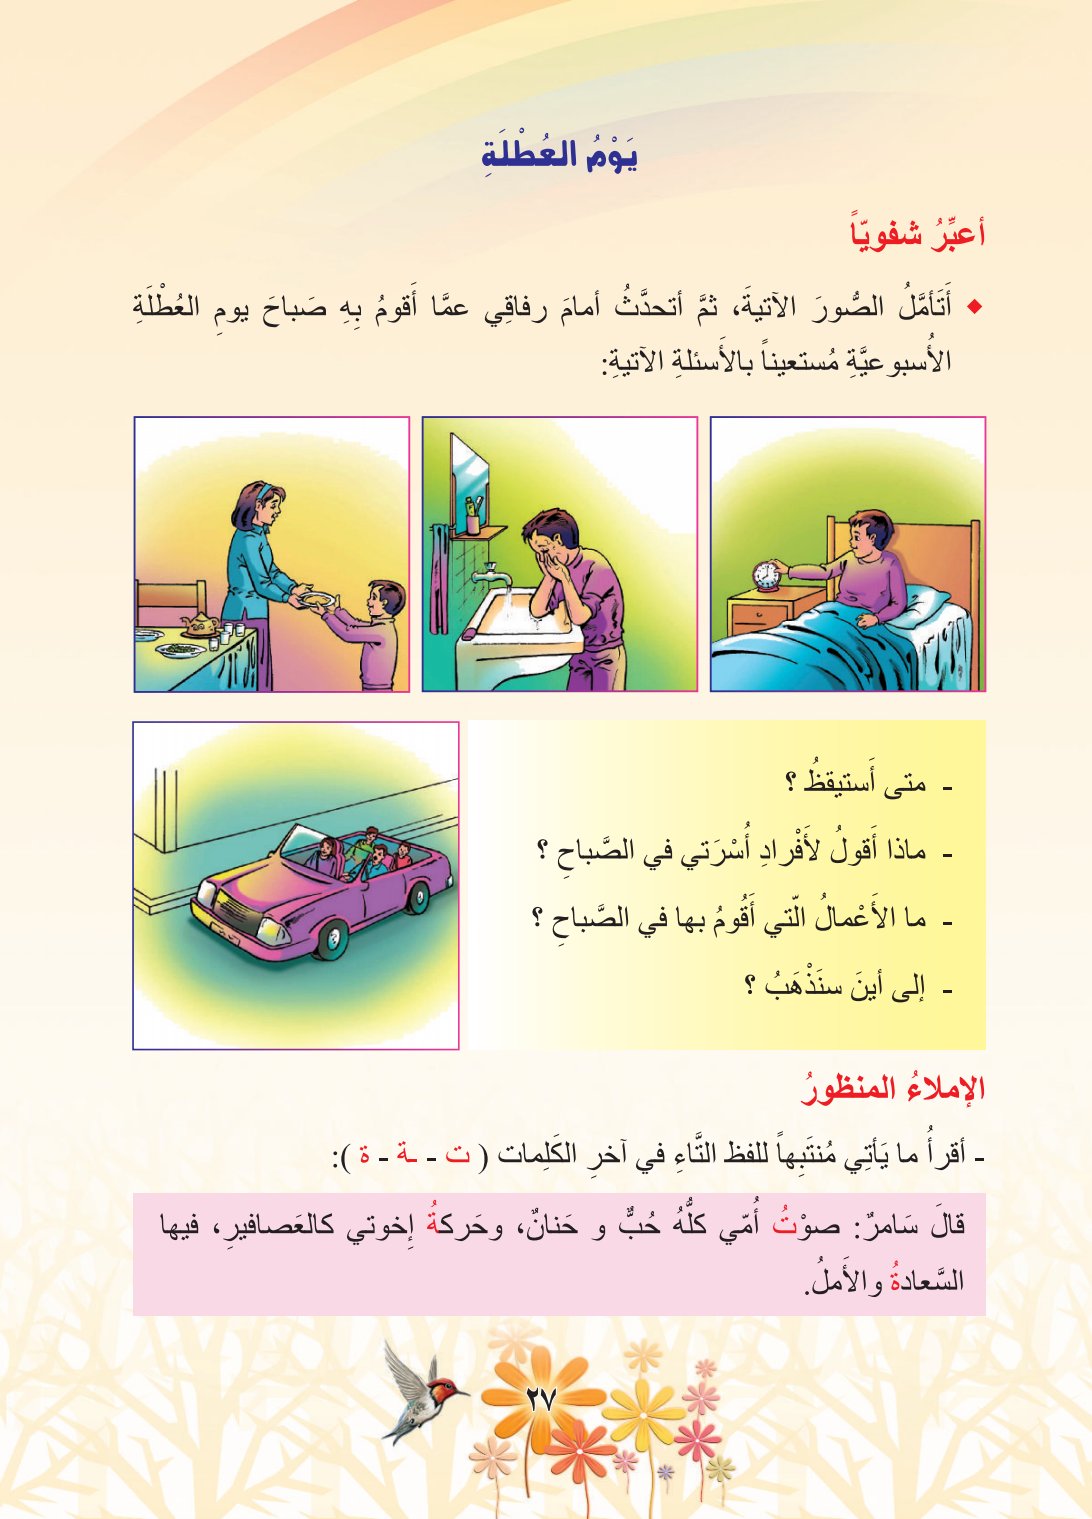 يَوْمُ العُطْلَةِ
أعبِّرُ شفويّاً
أَتَأمَّلُ الصُّورَ الآتيةَ، ثمَّ أتحدَّثُ أمامَ رفاقِي عمَّا أَقومُ بِهِ صَباحَ يومِ العُطْلَةِ
الأُسبوعيَّةِ مُستعيناً بالأَسئلةِ الآتيةِ:
- متى أَستيقظُ ؟
- ماذا أَقولُ لأَفْرادِ أُسْرَتي في الصَّباحِ ؟
- ما الأَعْمالُ الّتي أَقُومُ بها في الصَّباحِ ؟
- إلى أينَ سنَذْهَبُ ؟
الإملاءُ المنظورُ
- أقرأُ ما يَأتِي مُنتَبِهاً للفظ التَّاءِ في آخرِ الكَلِمات ( ت - ـة - ة ):
قالَ سَامرٌ: صوْتُ أُمّي كلُّهُ حُبٌّ و حَنانٌ، وحَركةُ إِخوتي كالعَصافيرِ، فيها
السَّعادةُ والأَملُ.
٢٧